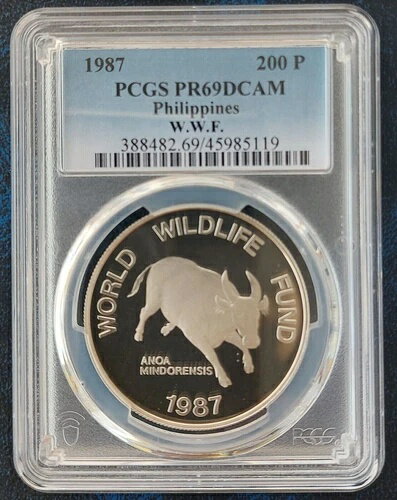 1987 200 P
PCGS PR69DCAM
Philippines
W.W.F.
388482.69/45985119
WORLD WILDLIFE FUND
ANOA
MINDORENSIS
1987
PCGS